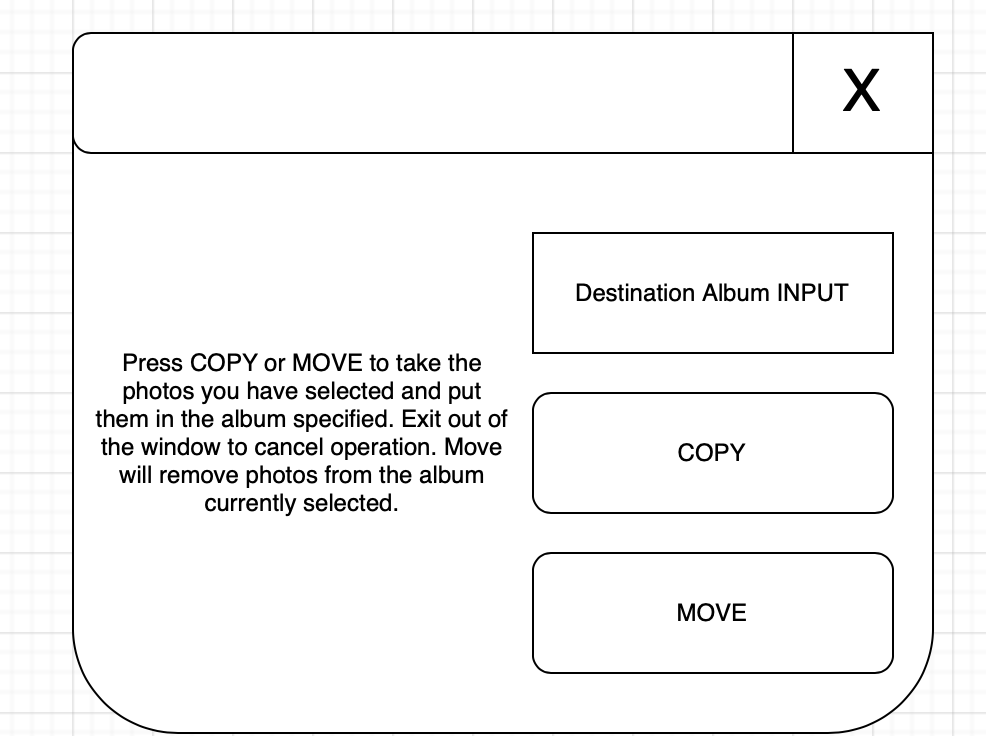 X
Destination Album INPUT
Press COPY or MOVE to take the
photos you have selected and put
them in the album specified. Exit out of
the window to cancel operation. Move
will remove photos from the album
currently selected.
COPY
MOVE